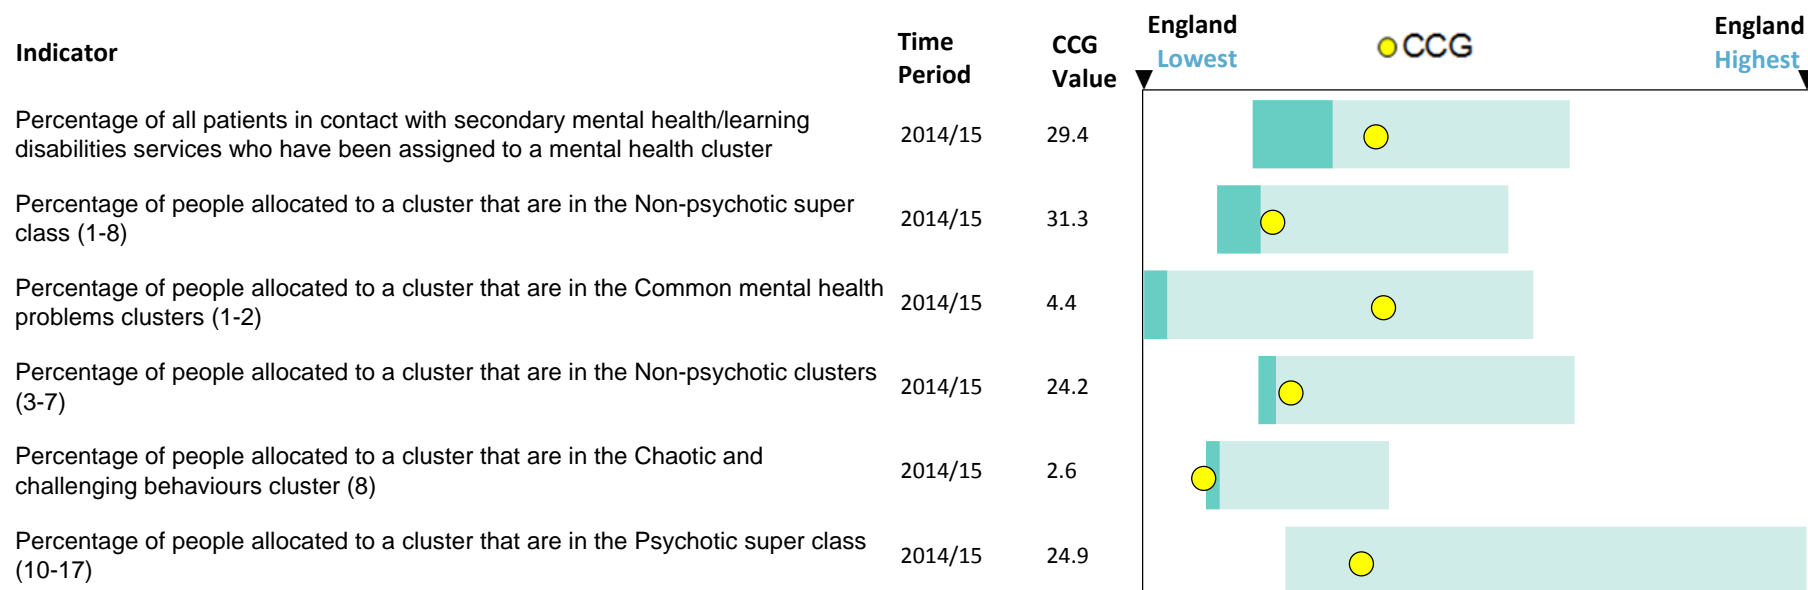 Indicator
Time
Period
CCG
Value
England
Lowest
CCG
England
Highest
Percentage of all patients in contact with secondary mental health/learning
disabilities services who have been assigned to a mental health cluster
2014/15
29.4
Percentage of people allocated to a cluster that are in the Non-psychotic super
class (1-8)
2014/15
31.3
Percentage of people allocated to a cluster that are in the Common mental health
problems clusters (1-2)
2014/15
4.4
Percentage of people allocated to a cluster that are in the Non-psychotic clusters
(3-7)
2014/15
24.2
Percentage of people allocated to a cluster that are in the Chaotic and
challenging behaviours cluster (8)
2014/15
2.6
Percentage of people allocated to a cluster that are in the Psychotic super class
(10-17)
2014/15
24.9